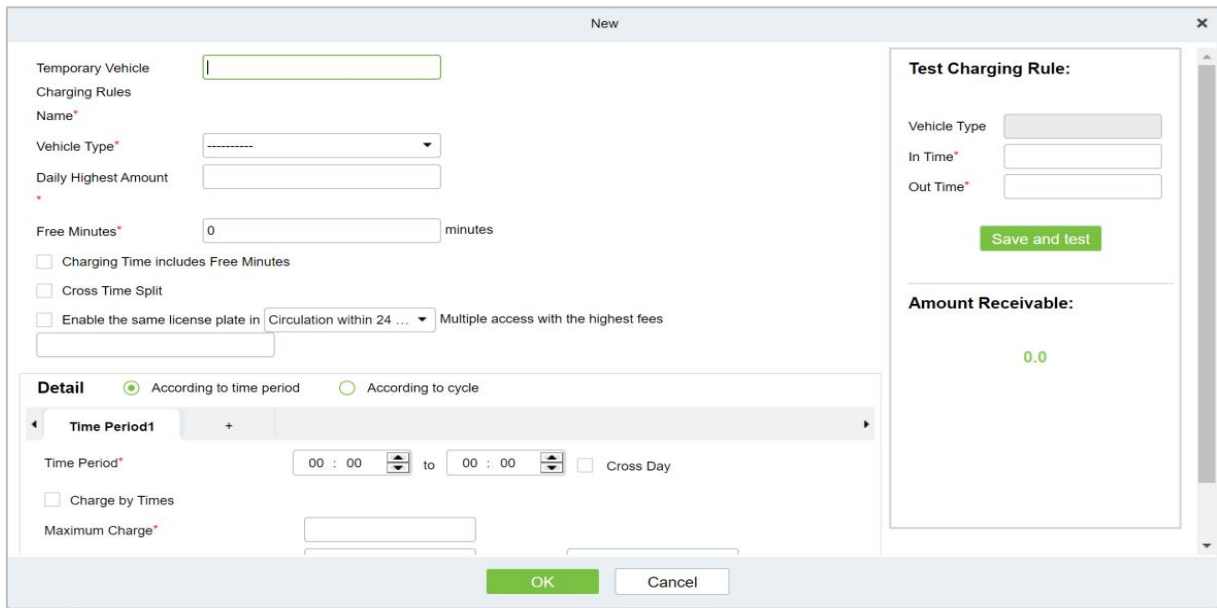 New
Temporary Vehicle
Charging Rules
Name*
Vehicle Type* ----------
Daily Highest Amount
*
Free Minutes* 0 minutes
Charging Time includes Free Minutes
Cross Time Split
Enable the same license plate in Circulation within 24 ... Multiple access with the highest fees
Detail According to time period According to cycle
Time Period1 +
Time Period* 00 : 00 to 00 : 00 Cross Day
Charge by Times
Maximum Charge*
Test Charging Rule:
Vehicle Type
In Time*
Out Time*
Save and test
Amount Receivable:
0.0
OK Cancel